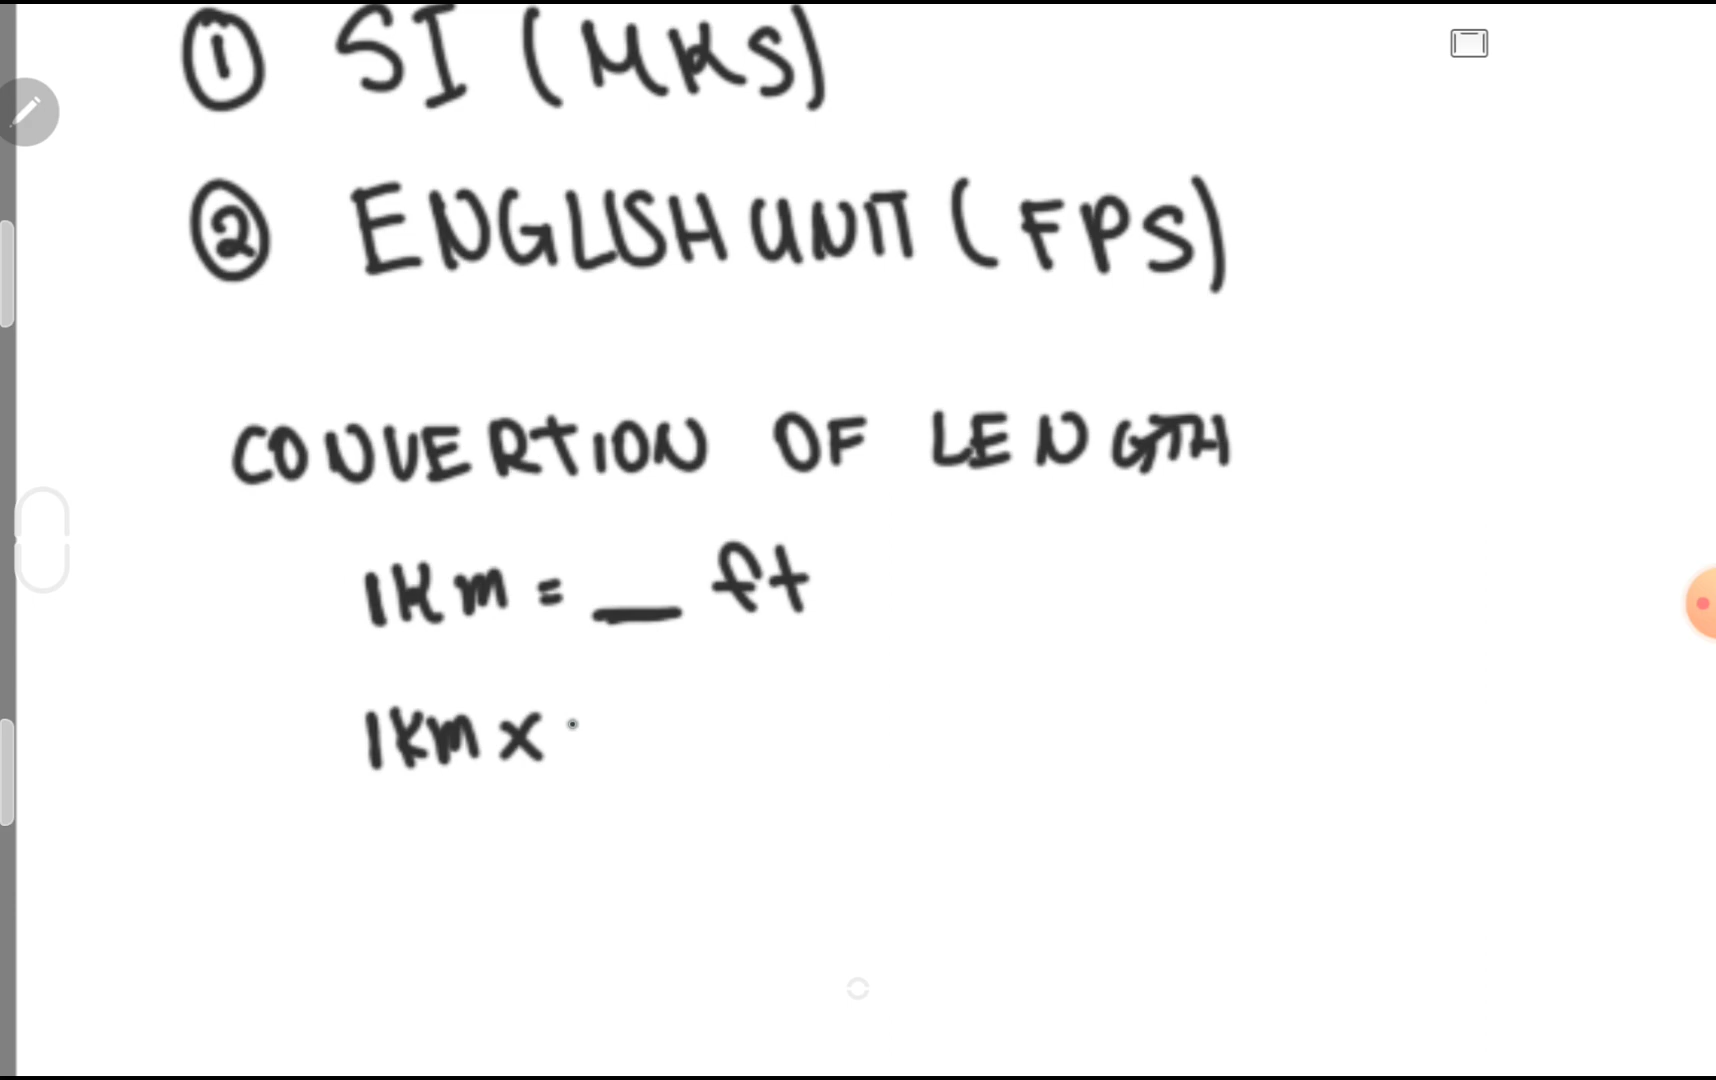 ① SI (MKS)
② ENGLISH UNIT (FPS)
CONVERTION OF LENGTH
1Km = __ ft
1km x